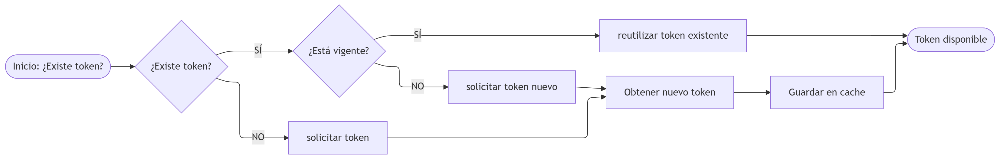 Inicio: ¿Existe token?
¿Existe token?
SÍ
¿Está vigente?
SÍ
reutilizar token existente
Token disponible
NO
solicitar token nuevo
Obtener nuevo token
Guardar en cache
NO
solicitar token